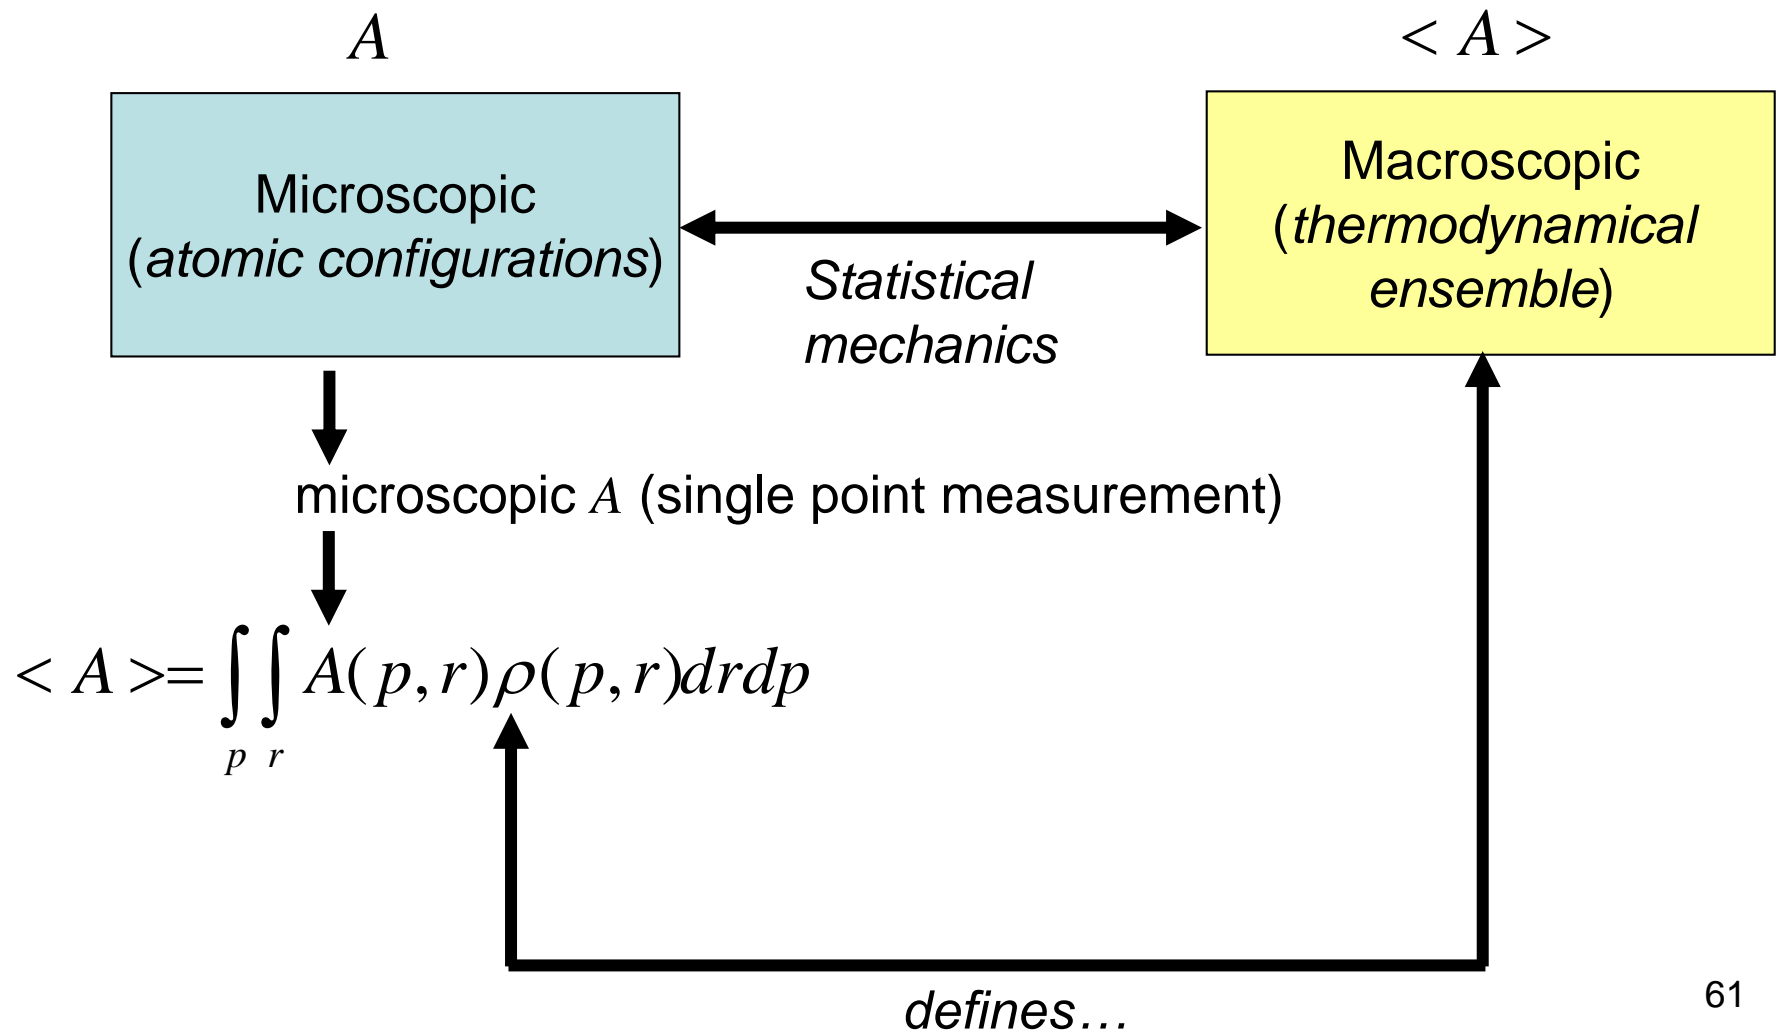 A
< A >
Microscopic
(atomic configurations)
Macroscopic
(thermodynamical
ensemble)
Statistical
mechanics
microscopic A (single point measurement)
< A >= ∫∫ A(p,r)ρ(p,r)drdp
p r
defines…
61